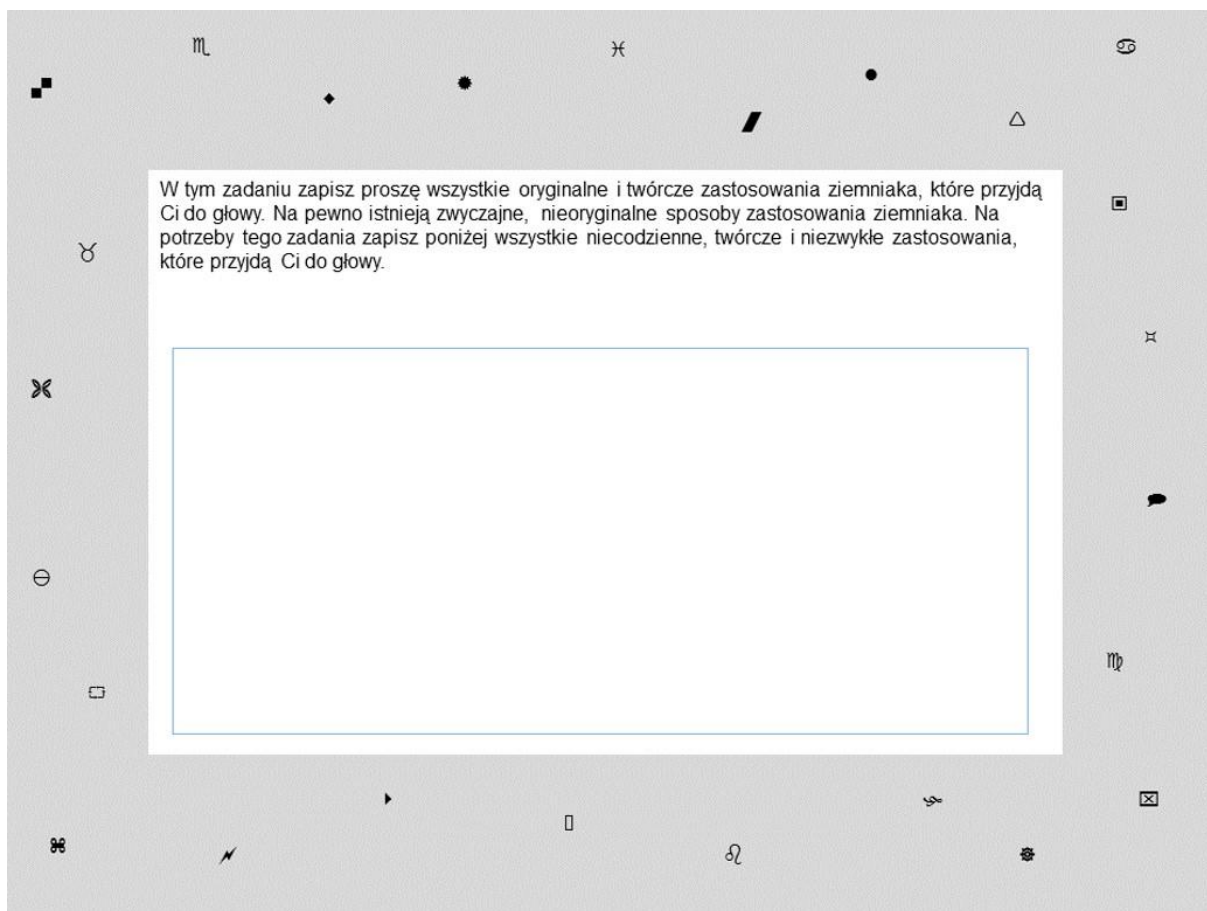 W tym zadaniu zapisz proszę wszystkie oryginalne i twórcze zastosowania ziemniaka, które przyjdą
Ci do głowy. Na pewno istnieją zwyczajne, nieoryginalne sposoby zastosowania ziemniaka. Na
potrzeby tego zadania zapisz poniżej wszystkie niecodzienne, twórcze i niezwykłe zastosowania,
które przyjdą Ci do głowy.